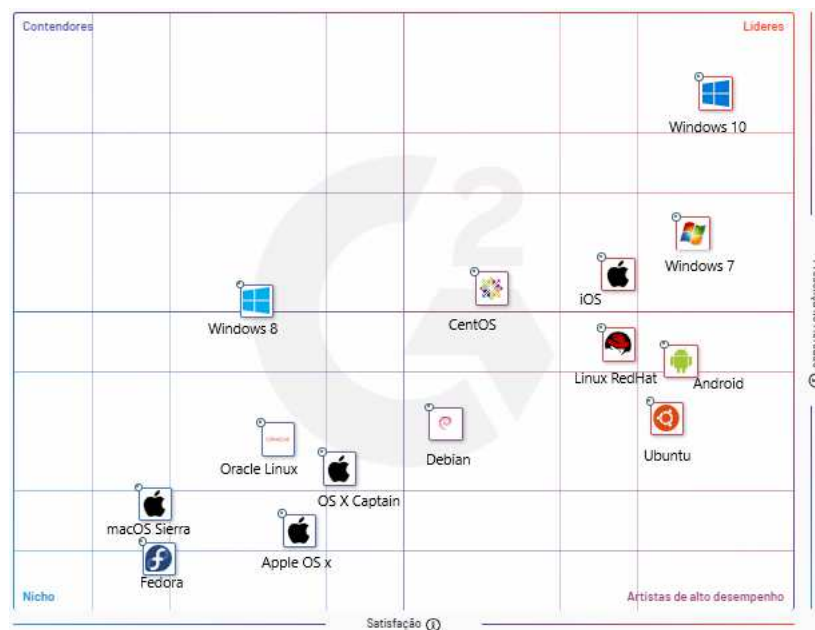 Contendores
Líderes
Windows 10
Windows 7
iOS
CentOS
Windows 8
Linux RedHat
Android
Ubuntu
Debian
Oracle Linux
ORACLE
OS X Captain
macOS Sierra
Apple OS x
Fedora
Nicho
Artistas de alto desempenho
Satisfação